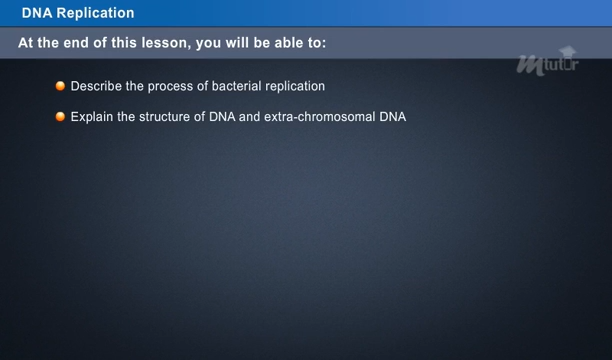 DNA Replication
At the end of this lesson, you will be able to:
Mtutor
Describe the process of bacterial replication
Explain the structure of DNA and extra-chromosomal DNA